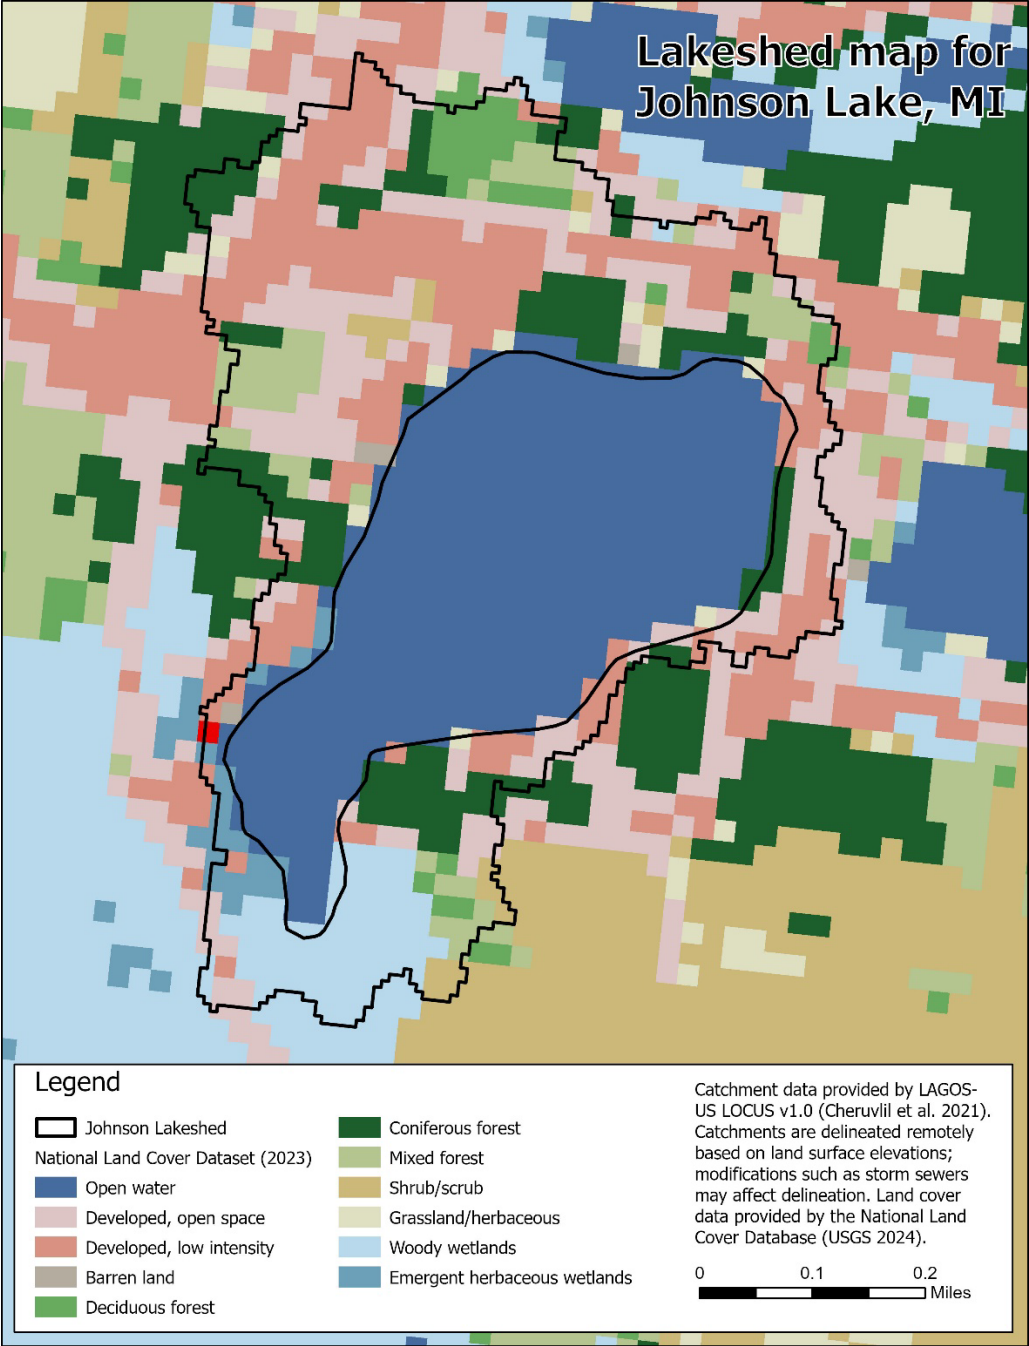 Lakeshed map for
Johnson Lake, MI
Legend
Johnson Lakeshed
National Land Cover Dataset (2023)
Open water
Developed, open space
Developed, low intensity
Barren land
Deciduous forest
Coniferous forest
Mixed forest
Shrub/scrub
Grassland/herbaceous
Woody wetlands
Emergent herbaceous wetlands
Catchment data provided by LAGOS-
US LOCUS v1.0 (Cheruvlil et al. 2021).
Catchments are delineated remotely
based on land surface elevations;
modifications such as storm sewers
may affect delineation. Land cover
data provided by the National Land
Cover Database (USGS 2024).
0 0.1 0.2
Miles